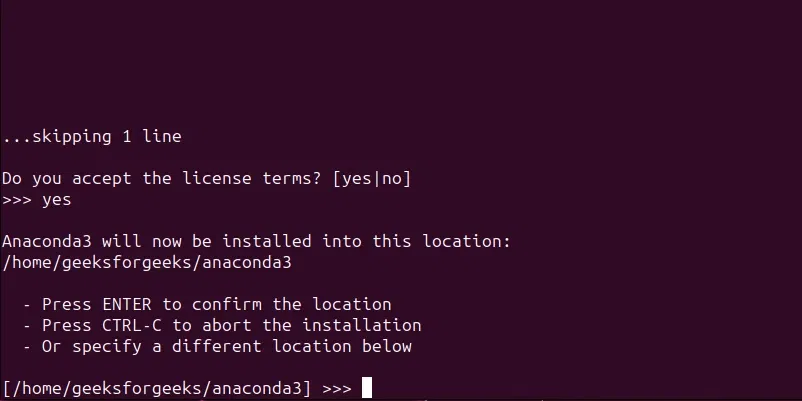 ...skipping 1 line
Do you accept the license terms? [yes|no]
>>> yes
Anaconda3 will now be installed into this location:
/home/geeksforgeeks/anaconda3
- Press ENTER to confirm the location
- Press CTRL-C to abort the installation
- Or specify a different location below
[/home/geeksforgeeks/anaconda3] >>>